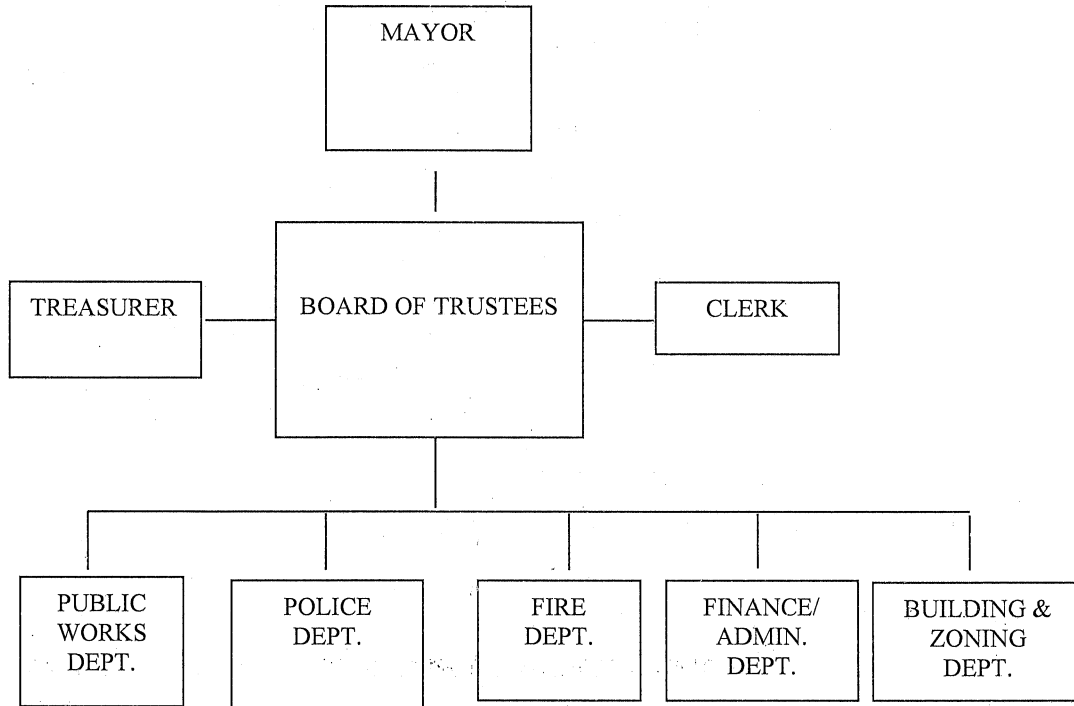 MAYOR
TREASURER
BOARD OF TRUSTEES
CLERK
PUBLIC
WORKS
DEPT.
POLICE
DEPT.
FIRE
DEPT.
FINANCE/
ADMIN.
DEPT.
BUILDING &
ZONING
DEPT.